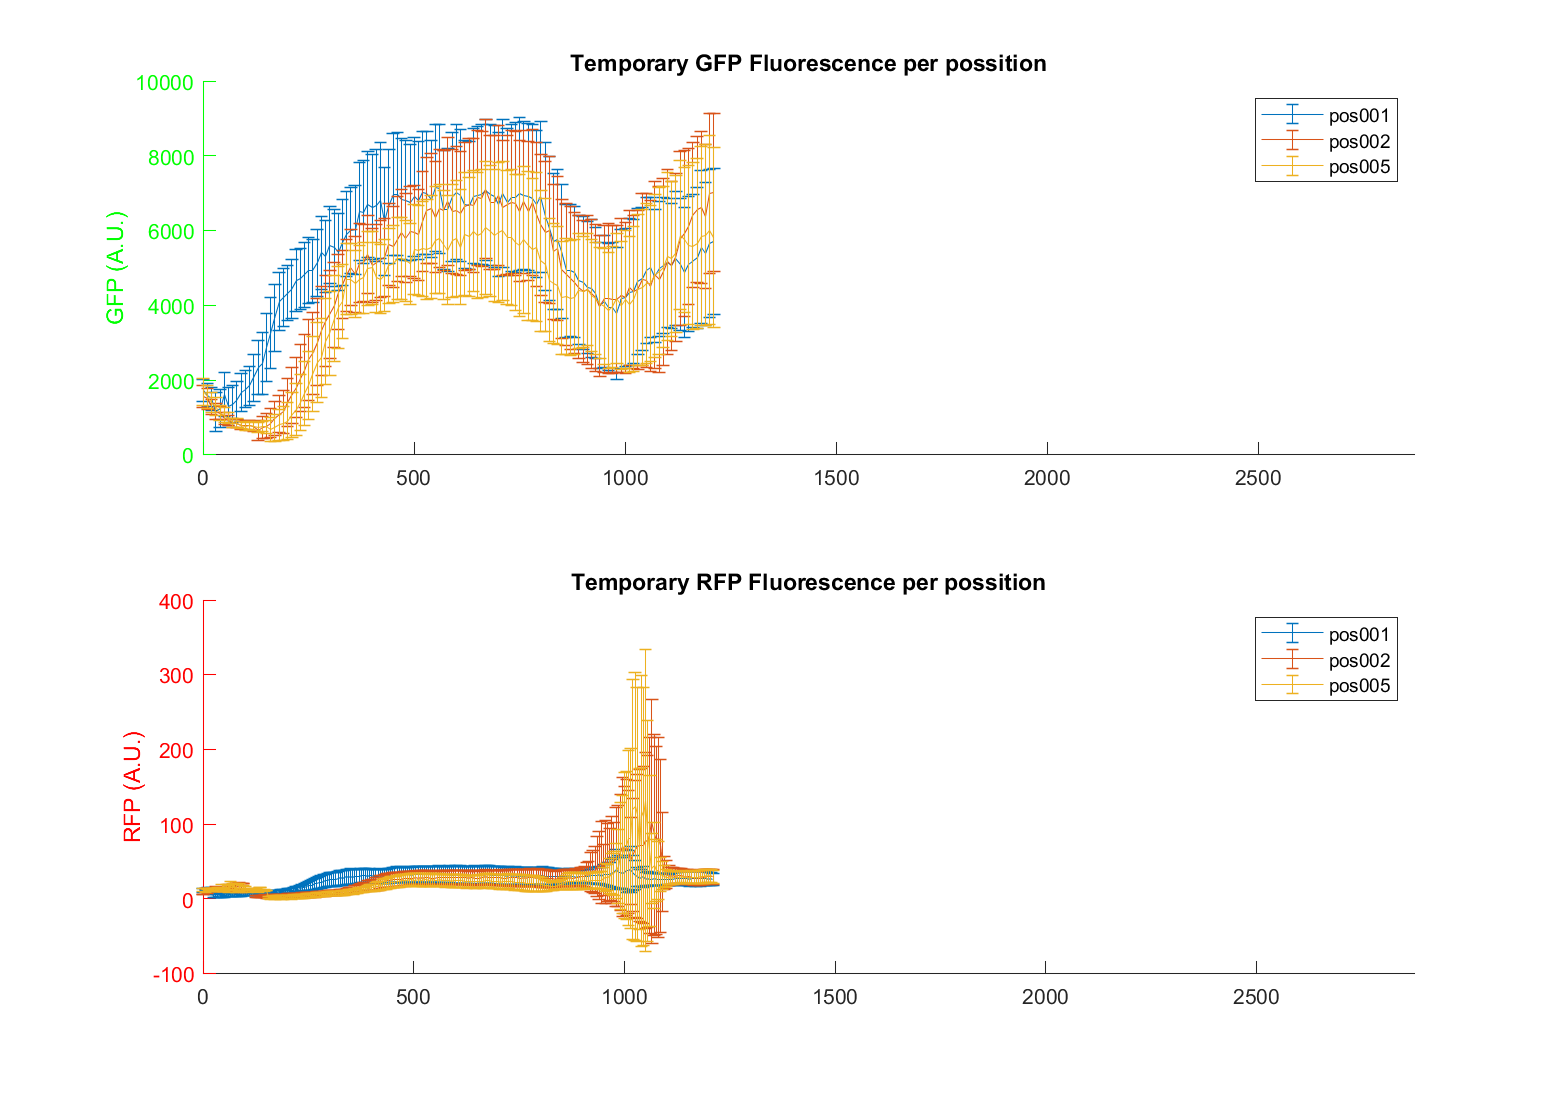 Temporary GFP Fluorescence per possition
10000
8000
6000
4000
2000
0
GFP (A.U.)
0 500 1000 1500 2000 2500
pos001
pos002
pos005
Temporary RFP Fluorescence per possition
400
300
200
100
0
-100
RFP (A.U.)
0 500 1000 1500 2000 2500
pos001
pos002
pos005